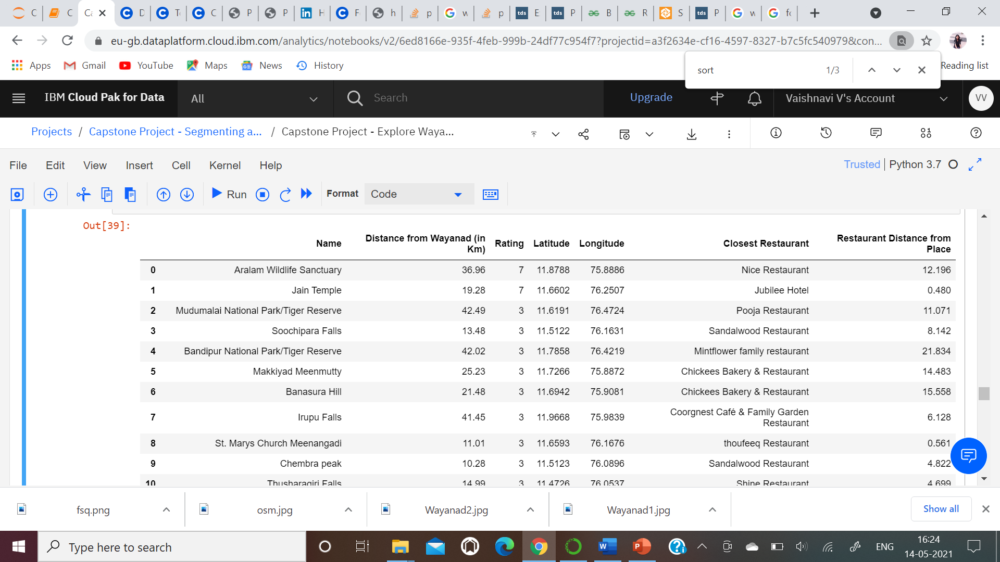 C C Ca D To C P P H F h p w p E P B R S P w fo
eu-gb.dataplatform.cloud.ibm.com/analytics/notebooks/v2/6ed8166e-935f-4feb-999b-24df77c954f7?projectid=a3f2634e-cf16-4597-8327-b7c5fc540979&con...
Apps Gmail YouTube Maps News History Reading list
sort 1/3
IBM Cloud Pak for Data All Search Upgrade Vaishnavi V's Account VV
Projects / Capstone Project - Segmenting a... / Capstone Project - Explore Waya...
File Edit View Insert Cell Kernel Help Trusted Python 3.7
Run Format Code
Out[39]:
Name Distance from Wayanad (in Km) Rating Latitude Longitude Closest Restaurant Restaurant Distance from Place
0 Aralam Wildlife Sanctuary 36.96 7 11.8788 75.8886 Nice Restaurant 12.196
1 Jain Temple 19.28 7 11.6602 76.2507 Jubilee Hotel 0.480
2 Mudumalai National Park/Tiger Reserve 42.49 3 11.6191 76.4724 Pooja Restaurant 11.071
3 Soochipara Falls 13.48 3 11.5122 76.1631 Sandalwood Restaurant 8.142
4 Bandipur National Park/Tiger Reserve 42.02 3 11.7858 76.4219 Mintflower family restaurant 21.834
5 Makkiyad Meenmutty 25.23 3 11.7266 75.8872 Chickees Bakery & Restaurant 14.483
6 Banasura Hill 21.48 3 11.6942 75.9081 Chickees Bakery & Restaurant 15.558
7 Irupu Falls 41.45 3 11.9668 75.9839 Coorgnest Café & Family Garden Restaurant 6.128
8 St. Marys Church Meenangadi 11.01 3 11.6593 76.1676 thoufeeq Restaurant 0.561
9 Chembra peak 10.28 3 11.5123 76.0896 Sandalwood Restaurant 4.822
10 Thusharagiri Falls 14.99 3 11.4726 76.0537 Shine Restaurant 4.699
fsq.png osm.jpg Wayanad2.jpg Wayanad1.jpg Show all
Type here to search ENG 16:24
14-05-2021